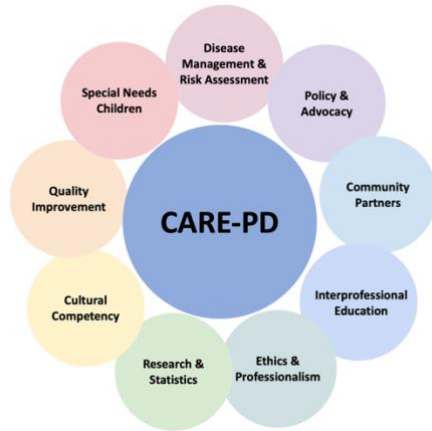 Disease
Management &
Risk Assessment
Policy &
Advocacy
Community
Partners
Interprofessional
Education
Ethics &
Professionalism
Research &
Statistics
Cultural
Competency
Quality
Improvement
Special Needs
Children
CARE-PD